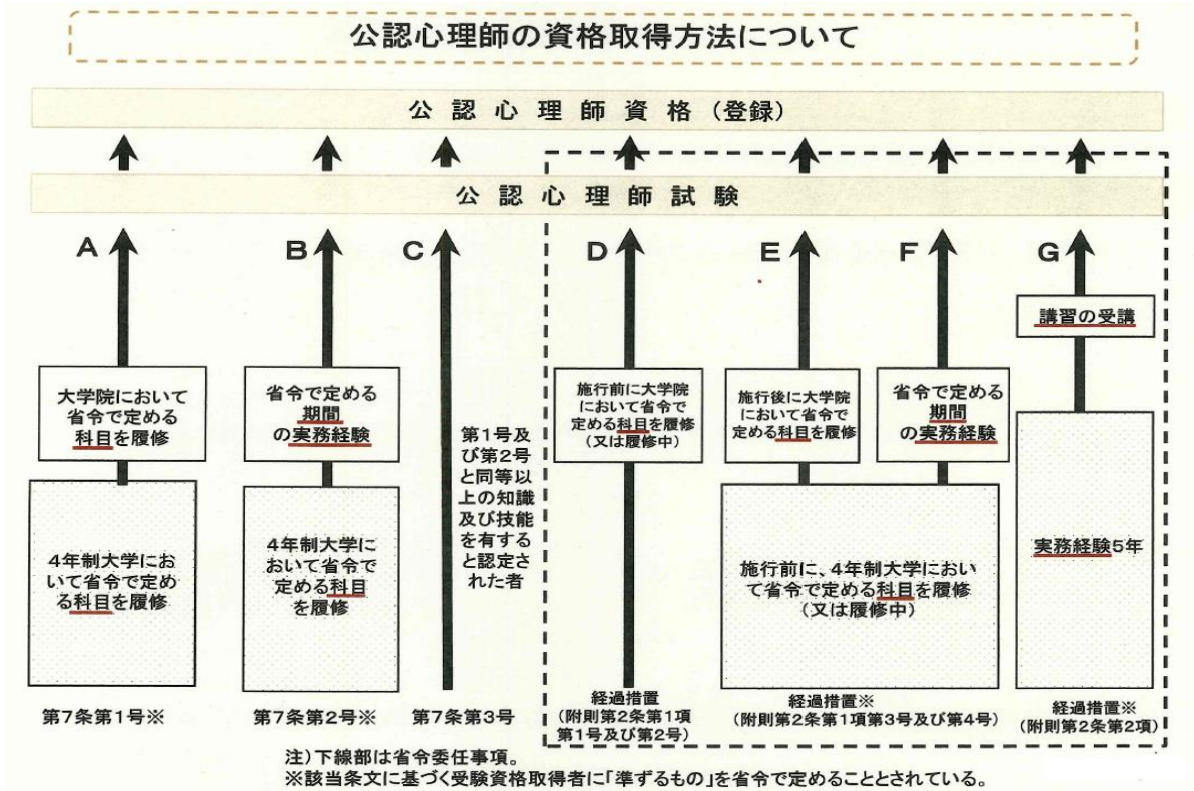 公認心理師の資格取得方法について
公認心理師資格（登録）
公認心理師試験
A
B
C
D
E
F
G
講習の受講
大学院において
省令で定める
科目を履修
省令で定める
期間
の実務経験
第1号及
び第2号
と同等以
上の知識
及び技能
を有する
と認定さ
れた者
施行前に大学院
において省令で
定める科目を履修
（又は履修中）
施行後に大学院
において省令で
定める科目を履修
省令で定める
期間
の実務経験
4年制大学にお
いて省令で定め
る科目を履修
4年制大学に
おいて省令で
定める科目
を履修
施行前に、4年制大学におい
て省令で定める科目を履修
（又は履修中）
実務経験5年
第7条第1号※
第7条第2号※
第7条第3号
経過措置
（附則第2条第1項
第1号及び第2号）
経過措置※
（附則第2条第1項第3号及び第4号）
経過措置※
（附則第2条第2項）
注）下線部は省令委任事項。
※該当条文に基づく受験資格取得者に「準ずるもの」を省令で定めることとされている。